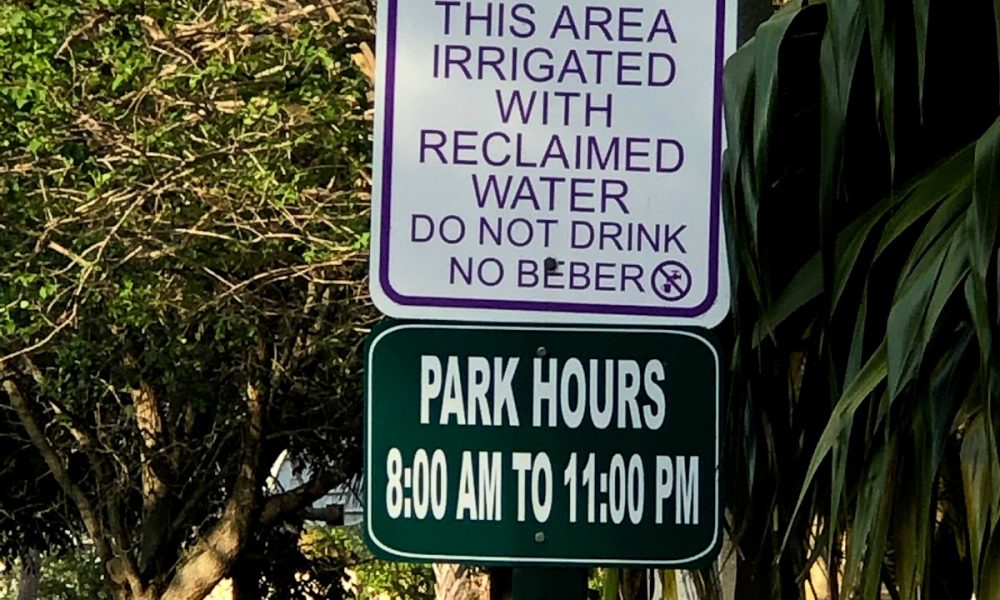 THIS AREA
IRRIGATED
WITH
RECLAIMED
WATER
DO NOT DRINK
NO BEBER
PARK HOURS
8:00 AM TO 11:00 PM